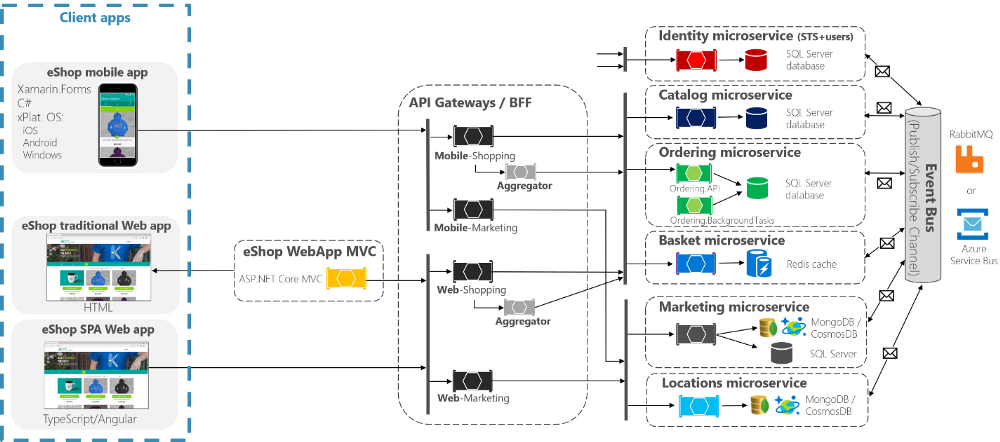 Client apps
eShop mobile app
Xamarin.Forms
C#
xPlat. OS:
iOS
Android
Windows
eShop traditional Web app
HTML
eShop SPA Web app
TypeScript/Angular
eShop WebApp MVC
ASP.NET Core MVC
API Gateways / BFF
Mobile-Shopping
Aggregator
Mobile-Marketing
Web-Shopping
Aggregator
Web-Marketing
Identity microservice (STS+users)
SQL Server
database
Catalog microservice
SQL Server
database
Ordering microservice
Ordering.API
SQL Server
database
Ordering.BackgroundTasks
Basket microservice
Redis cache
Marketing microservice
MongoDB /
CosmosDB
SQL Server
Locations microservice
MongoDB /
CosmosDB
Event Bus
(Publish/Subscribe Channel)
RabbitMQ
or
Azure
Service Bus